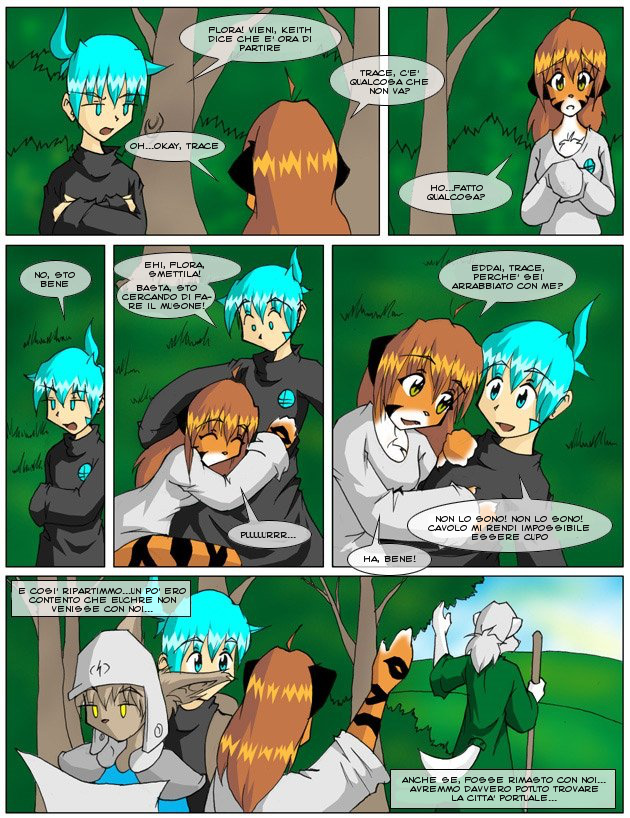 FLORA! VIENI, KEITH
DICE CHE E' ORA DI
PARTIRE
OH...OKAY, TRACE
TRACE, C'E'
QUALCOSA CHE
NON VA?
HO...FATTO
QUALCOSA?
NO, STO
BENE
EHI, FLORA,
SMETTILA!
BASTA, STO
CERCANDO DI FA-
RE IL MUSONE!
PUUUURRR...
EDDAI, TRACE,
PERCHE' SEI
ARRABBIATO CON ME?
NON LO SONO! NON LO SONO!
CAVOLO MI RENDI IMPOSSIBILE
ESSERE CUPO
HA, BENE!
E COSI' RIPARTIMMO...UN PO' ERO
CONTENTO CHE EUCHRE NON
VENISSE CON NOI...
ANCHE SE, FOSSE RIMASTO CON NOI...
AVREMMO DAVVERO POTUTO TROVARE
LA CITTA' PORTUALE...